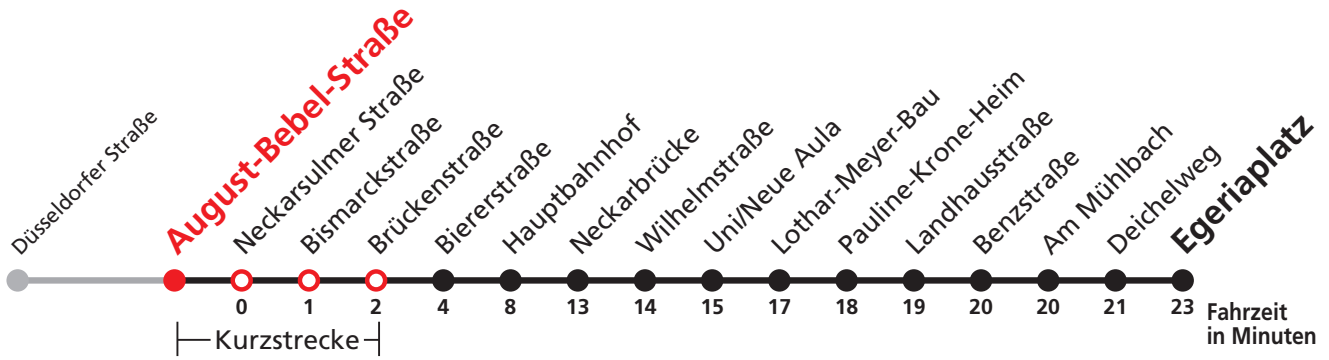 Düsseldorfer Straße
August-Bebel-Straße
Neckarsulmer Straße
Bismarckstraße
Brückenstraße
Biererstraße
Hauptbahnhof
Neckarbrücke
Wilhelmstraße
Uni/Neue Aula
Lothar-Meyer-Bau
Pauline-Krone-Heim
Landhausstraße
Benzstraße
Am Mühlbach
Deichelweg
Egeriaplatz
0 1 2 4 8 13 14 15 17 18 19 20 20 21 23
Fahrzeit
in Minuten
Kurzstrecke